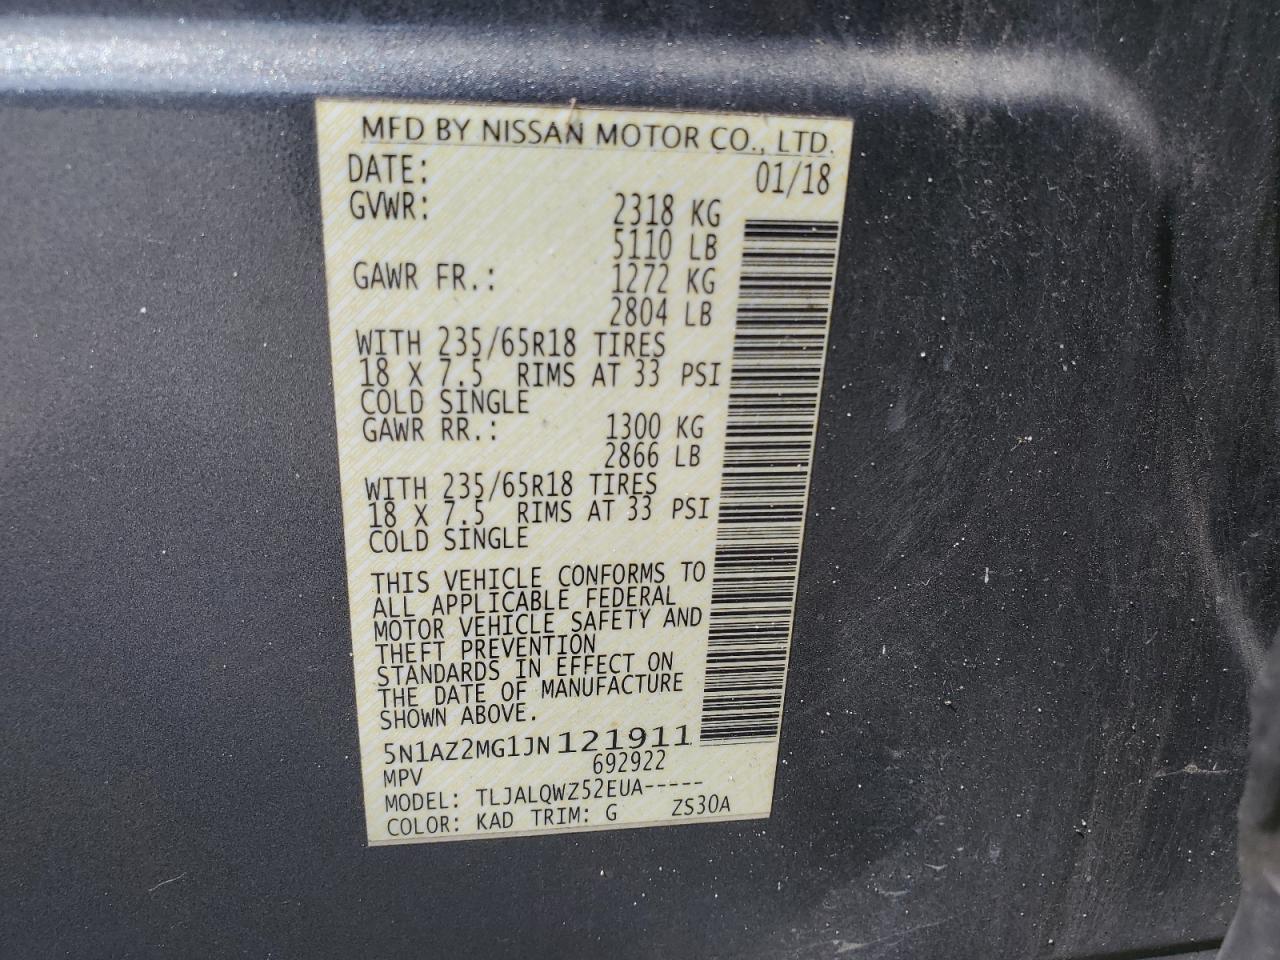 MFD BY NISSAN MOTOR CO., LTD.
DATE: 01/18
GVWR: 2318 KG
5110 LB
GAWR FR.: 1272 KG
2804 LB
WITH 235/65R18 TIRES
18 X 7.5 RIMS AT 33 PSI
COLD SINGLE
GAWR RR.: 1300 KG
2866 LB
WITH 235/65R18 TIRES
18 X 7.5 RIMS AT 33 PSI
COLD SINGLE
THIS VEHICLE CONFORMS TO
ALL APPLICABLE FEDERAL
MOTOR VEHICLE SAFETY AND
THEFT PREVENTION
STANDARDS IN EFFECT ON
THE DATE OF MANUFACTURE
SHOWN ABOVE.
5N1AZ2MG1JN121911
MPV 692922
MODEL: TLJALQWZ52EUA-----
COLOR: KAD TRIM: G ZS30A